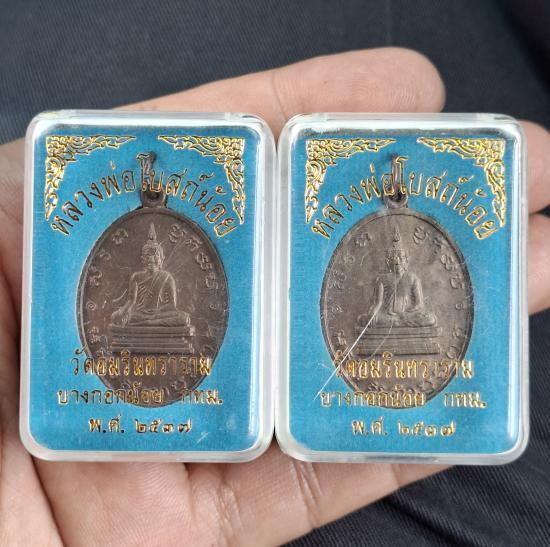 หลวงพ่อโบสถ์น้อย
วัดอมรินทราราม
บางกอกน้อย กทม.
พ.ศ. ๒๕๓๗
หลวงพ่อโบสถ์น้อย
วัดอมรินทราราม
บางกอกน้อย กทม.
พ.ศ. ๒๕๓๗